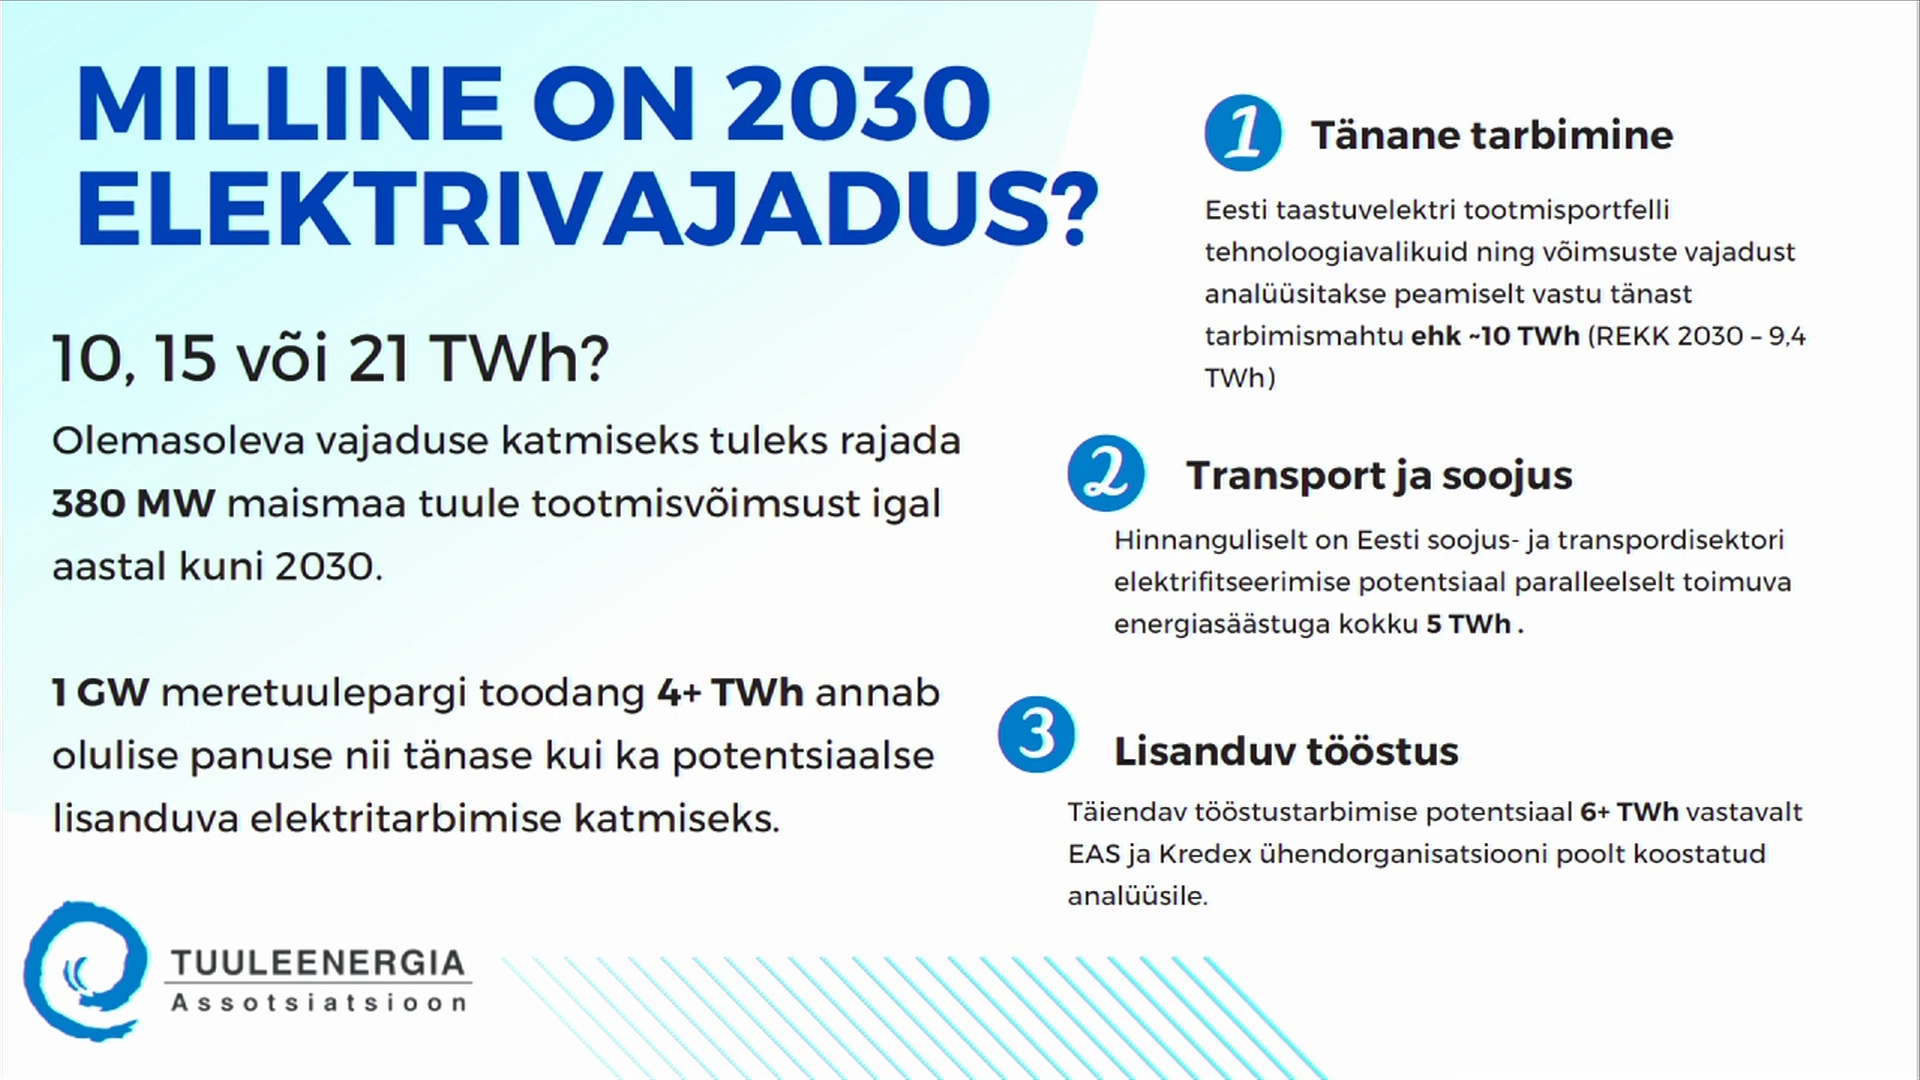 MILLINE ON 2030
ELEKTRIVAJADUS?
10, 15 või 21 TWh?
Olemasoleva vajaduse katmiseks tuleks rajada
380 MW maismaa tuule tootmisvõimsust igal
aastal kuni 2030.
1 GW meretuulepargi toodang 4+ TWh annab
olulise panuse nii tänase kui ka potentsiaalse
lisanduva elektritarbimise katmiseks.
1 Tänane tarbimine
Eesti taastuvelektri tootmisportfelli
tehnoloogiavalikuid ning võimsuste vajadust
analüüsitakse peamiselt vastu tänast
tarbimismahtu ehk ~10 TWh (REKK 2030 – 9,4
TWh)
2 Transport ja soojus
Hinnanguliselt on Eesti soojus- ja transpordisektori
elektrifitseerimise potentsiaal paralleelselt toimuva
energiasäästuga kokku 5 TWh .
3 Lisanduv tööstus
Täiendav tööstustarbimise potentsiaal 6+ TWh vastavalt
EAS ja Kredex ühendorganisatsiooni poolt koostatud
analüüsile.
TUULEENERGIA
Assotsiatsioon